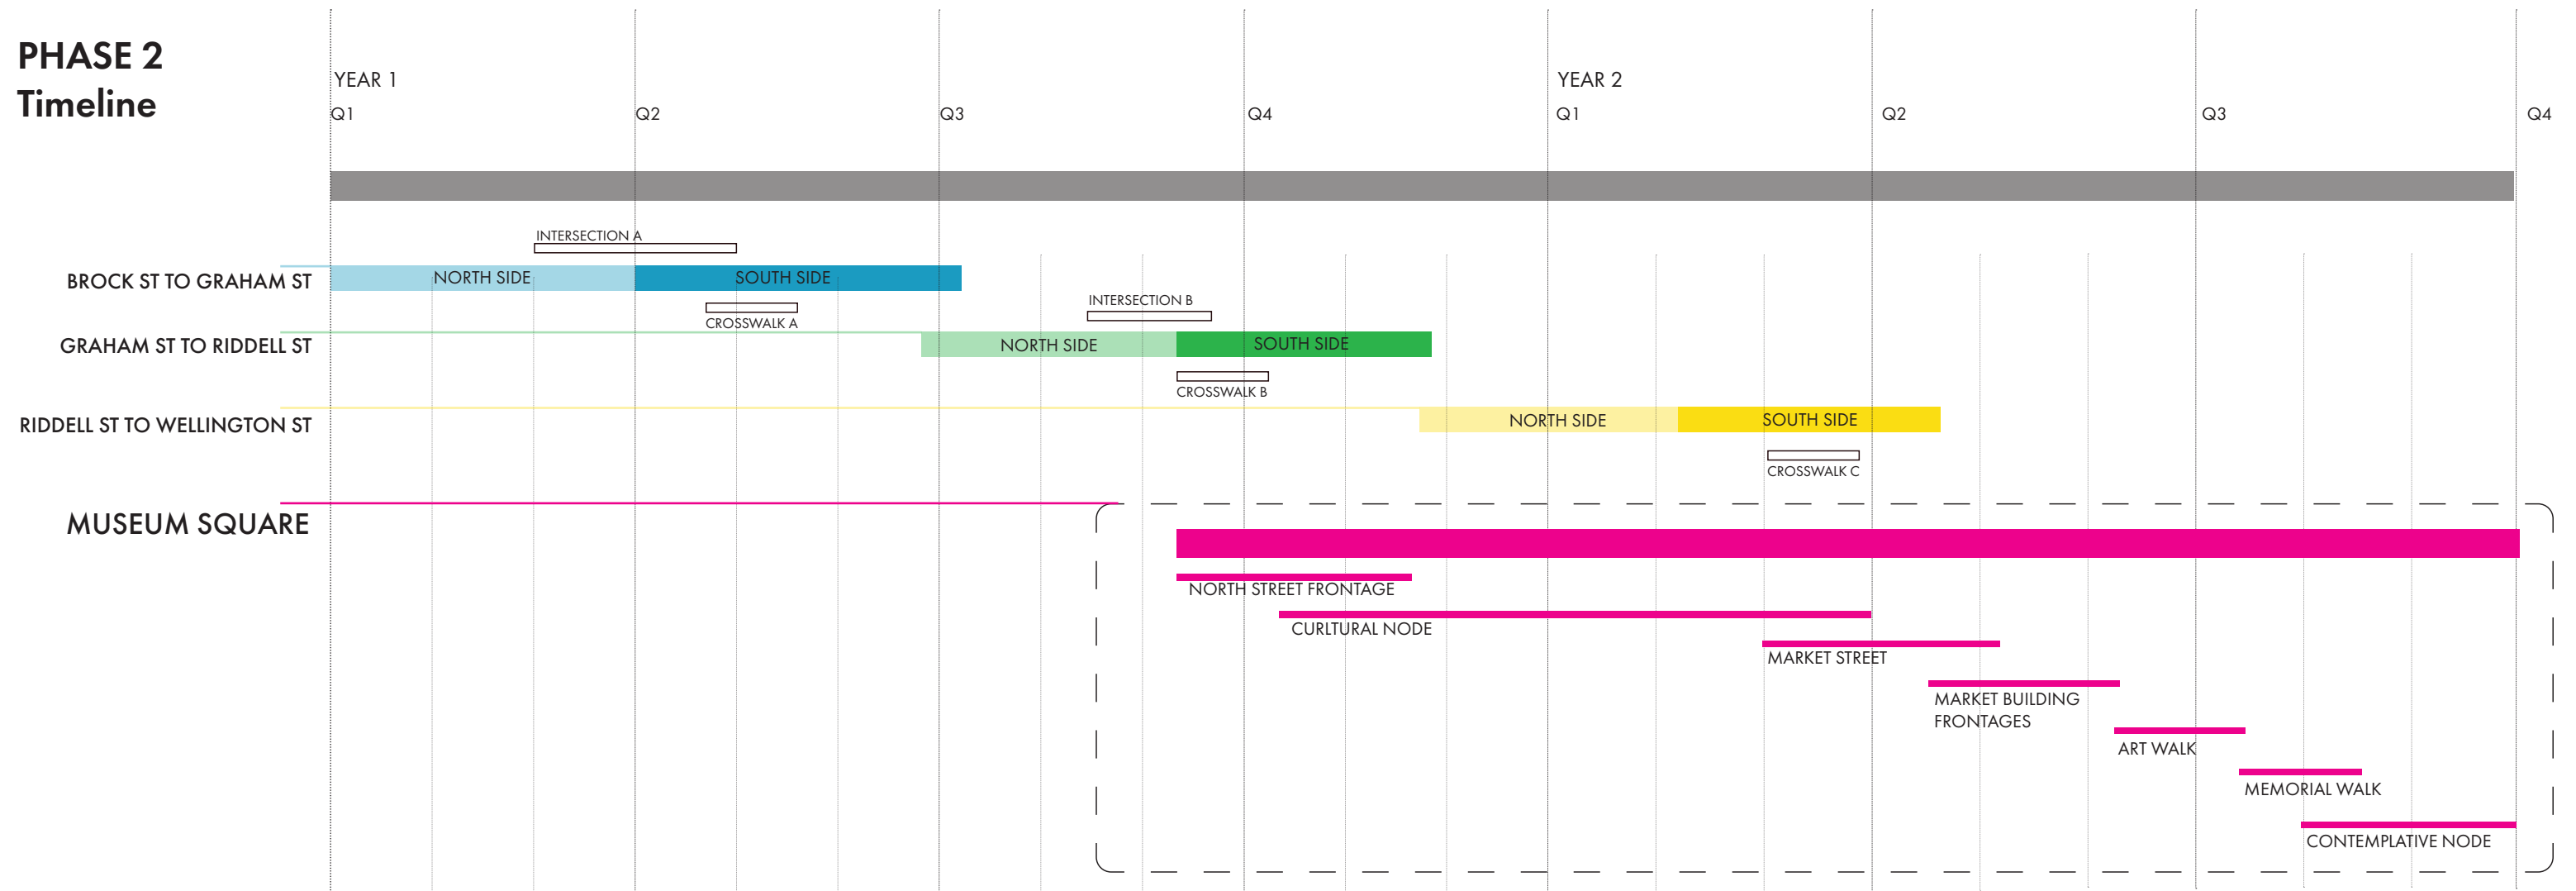 PHASE 2
Timeline
YEAR 1
YEAR 2
Q1
Q2
Q3
Q4
Q1
Q2
Q3
Q4
INTERSECTION A
BROCK ST TO GRAHAM ST
NORTH SIDE
SOUTH SIDE
CROSSWALK A
INTERSECTION B
GRAHAM ST TO RIDDELL ST
NORTH SIDE
SOUTH SIDE
CROSSWALK B
RIDDELL ST TO WELLINGTON ST
NORTH SIDE
SOUTH SIDE
CROSSWALK C
MUSEUM SQUARE
NORTH STREET FRONTAGE
CURLTURAL NODE
MARKET STREET
MARKET BUILDING
FRONTAGES
ART WALK
MEMORIAL WALK
CONTEMPLATIVE NODE